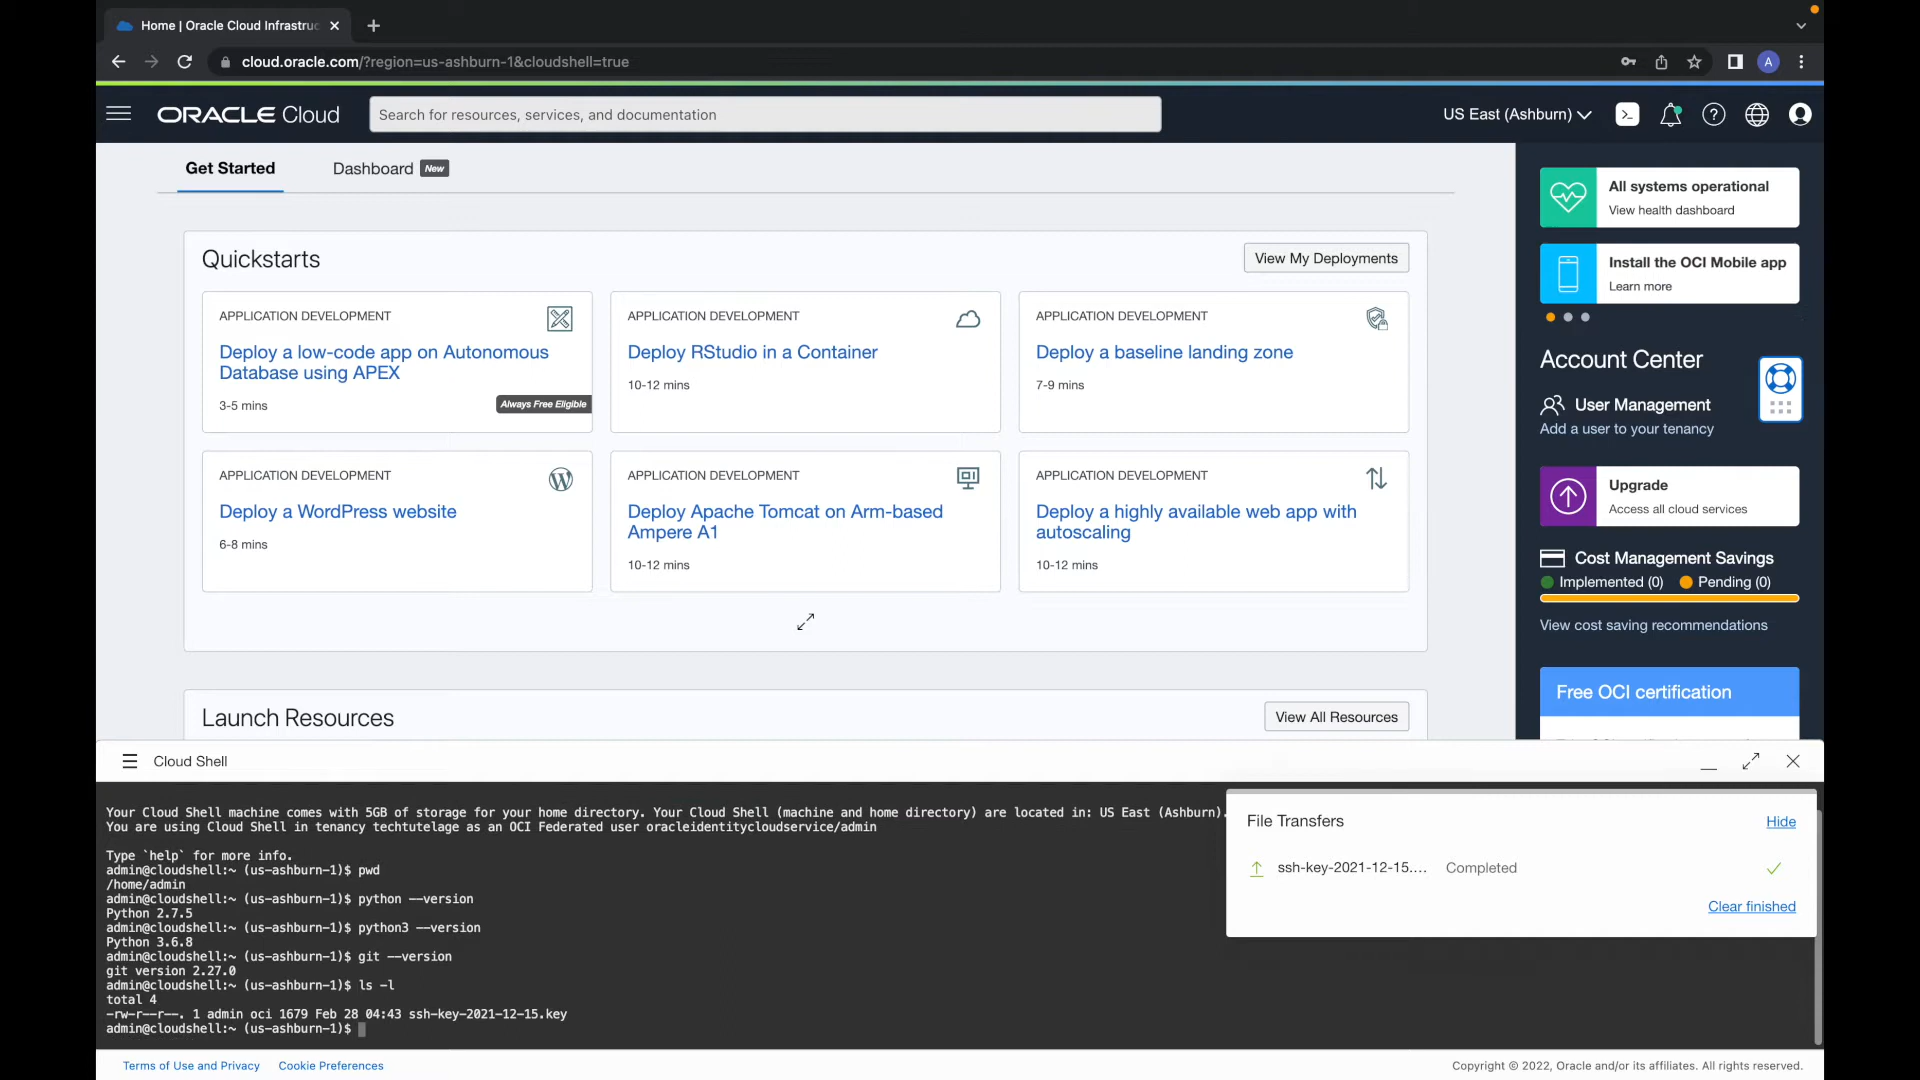 Home | Oracle Cloud Infrastruc
cloud.oracle.com/?region=us-ashburn-1&cloudshell=true
A
ORACLE Cloud
Search for resources, services, and documentation
US East (Ashburn)
Get Started
Dashboard New
Quickstarts
View My Deployments
APPLICATION DEVELOPMENT
Deploy a low-code app on Autonomous
Database using APEX
3-5 mins
Always Free Eligible
APPLICATION DEVELOPMENT
Deploy RStudio in a Container
10-12 mins
APPLICATION DEVELOPMENT
Deploy a baseline landing zone
7-9 mins
APPLICATION DEVELOPMENT
Deploy a WordPress website
6-8 mins
APPLICATION DEVELOPMENT
Deploy Apache Tomcat on Arm-based
Ampere A1
10-12 mins
APPLICATION DEVELOPMENT
Deploy a highly available web app with
autoscaling
10-12 mins
Launch Resources
View All Resources
All systems operational
View health dashboard
Install the OCI Mobile app
Learn more
Account Center
User Management
Add a user to your tenancy
Upgrade
Access all cloud services
Cost Management Savings
Implemented (0) Pending (0)
View cost saving recommendations
Free OCI certification
Cloud Shell
Your Cloud Shell machine comes with 5GB of storage for your home directory. Your Cloud Shell (machine and home directory) are located in: US East (Ashburn).
You are using Cloud Shell in tenancy techtutelage as an OCI Federated user oracleidentitycloudservice/admin
Type `help` for more info.
admin@cloudshell:~ (us-ashburn-1)$ pwd
/home/admin
admin@cloudshell:~ (us-ashburn-1)$ python --version
Python 2.7.5
admin@cloudshell:~ (us-ashburn-1)$ python3 --version
Python 3.6.8
admin@cloudshell:~ (us-ashburn-1)$ git --version
git version 2.27.0
admin@cloudshell:~ (us-ashburn-1)$ ls -l
total 4
-rw-r--r--. 1 admin oci 1679 Feb 28 04:43 ssh-key-2021-12-15.key
admin@cloudshell:~ (us-ashburn-1)$
File Transfers
Hide
ssh-key-2021-12-15.... Completed
Clear finished
Terms of Use and Privacy Cookie Preferences
Copyright © 2022, Oracle and/or its affiliates. All rights reserved.